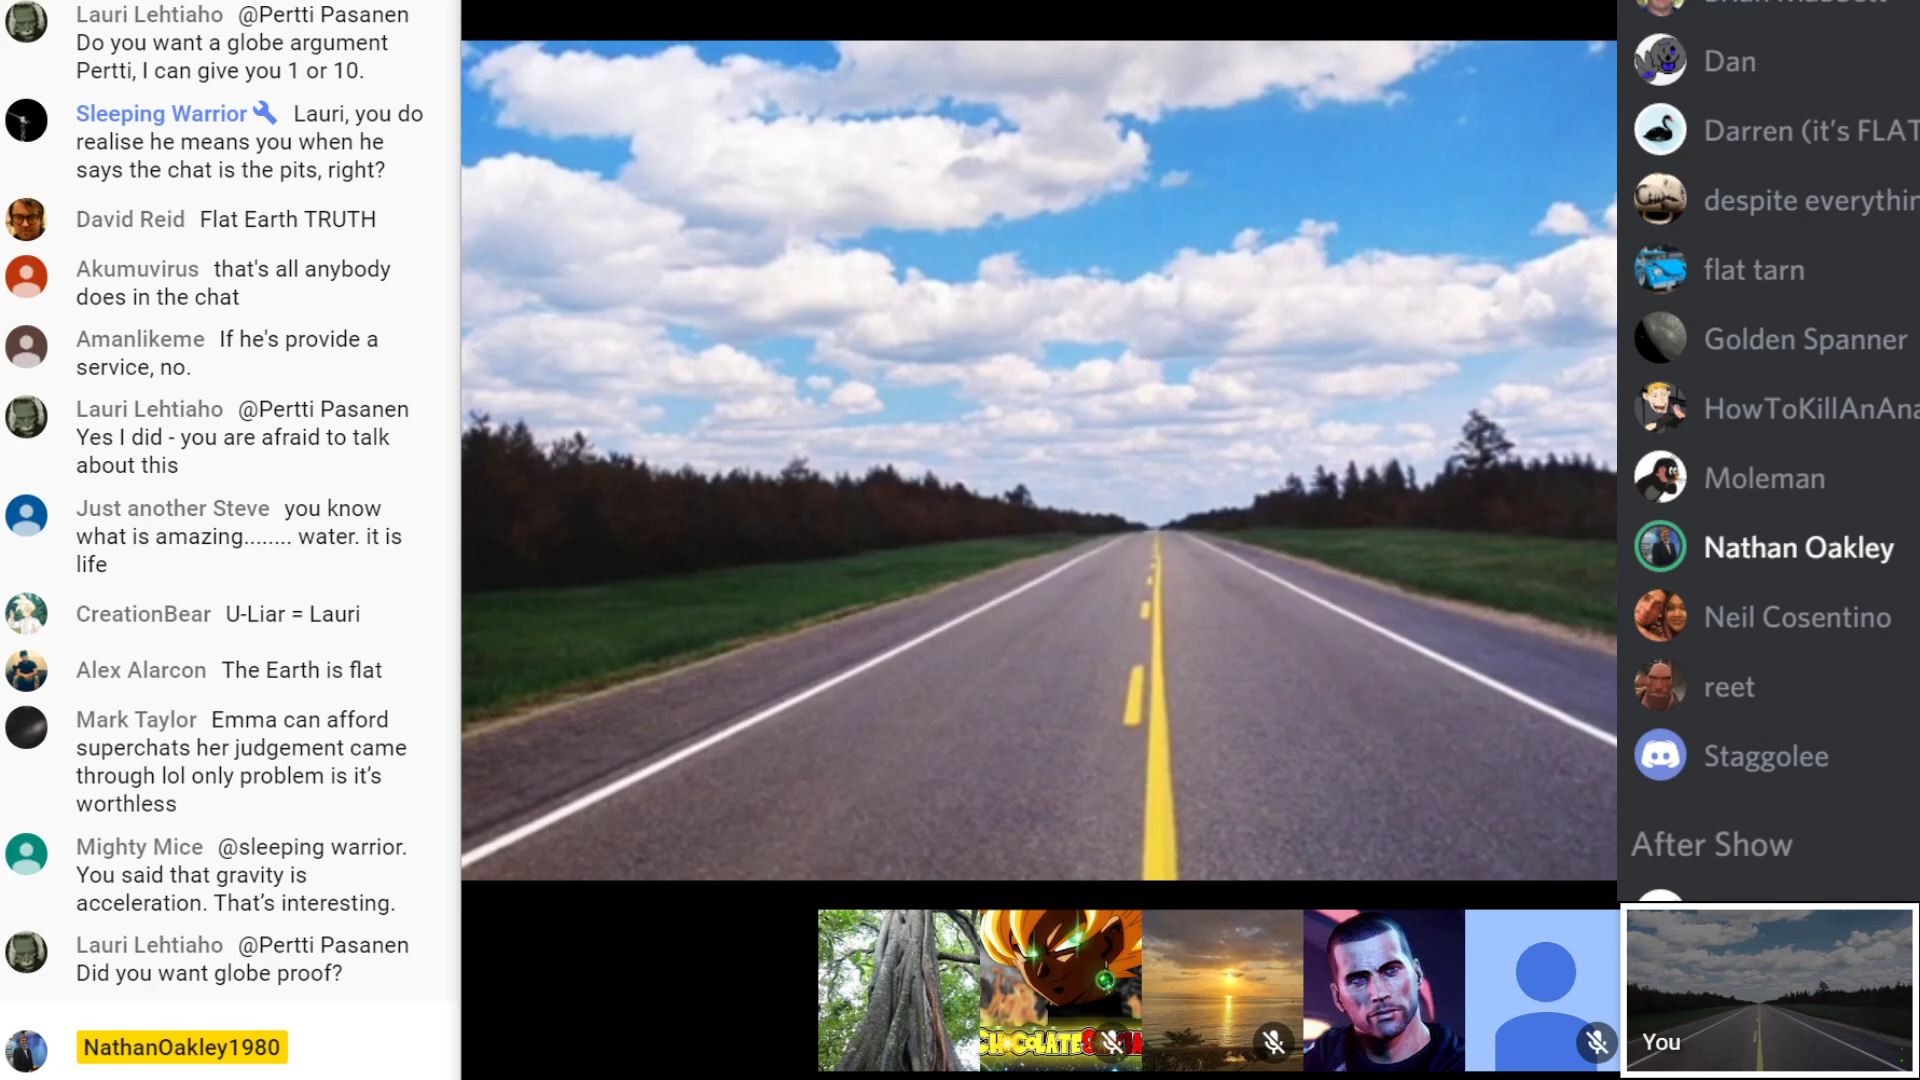 Lauri Lehtiaho @Pertti Pasanen
Do you want a globe argument
Pertti, I can give you 1 or 10.
Sleeping Warrior Lauri, you do
realise he means you when he
says the chat is the pits, right?
David Reid Flat Earth TRUTH
Akumuvirus that's all anybody
does in the chat
Amanlikeme If he's provide a
service, no.
Lauri Lehtiaho @Pertti Pasanen
Yes I did - you are afraid to talk
about this
Just another Steve you know
what is amazing........ water. it is
life
CreationBear U-Liar = Lauri
Alex Alarcon The Earth is flat
Mark Taylor Emma can afford
superchats her judgement came
through lol only problem is it’s
worthless
Mighty Mice @sleeping warrior.
You said that gravity is
acceleration. That’s interesting.
Lauri Lehtiaho @Pertti Pasanen
Did you want globe proof?
NathanOakley1980
Dan
Darren (it’s FLAT
despite everythin
flat tarn
Golden Spanner
HowToKillAnAna
Moleman
Nathan Oakley
Neil Cosentino
reet
Staggolee
After Show
You